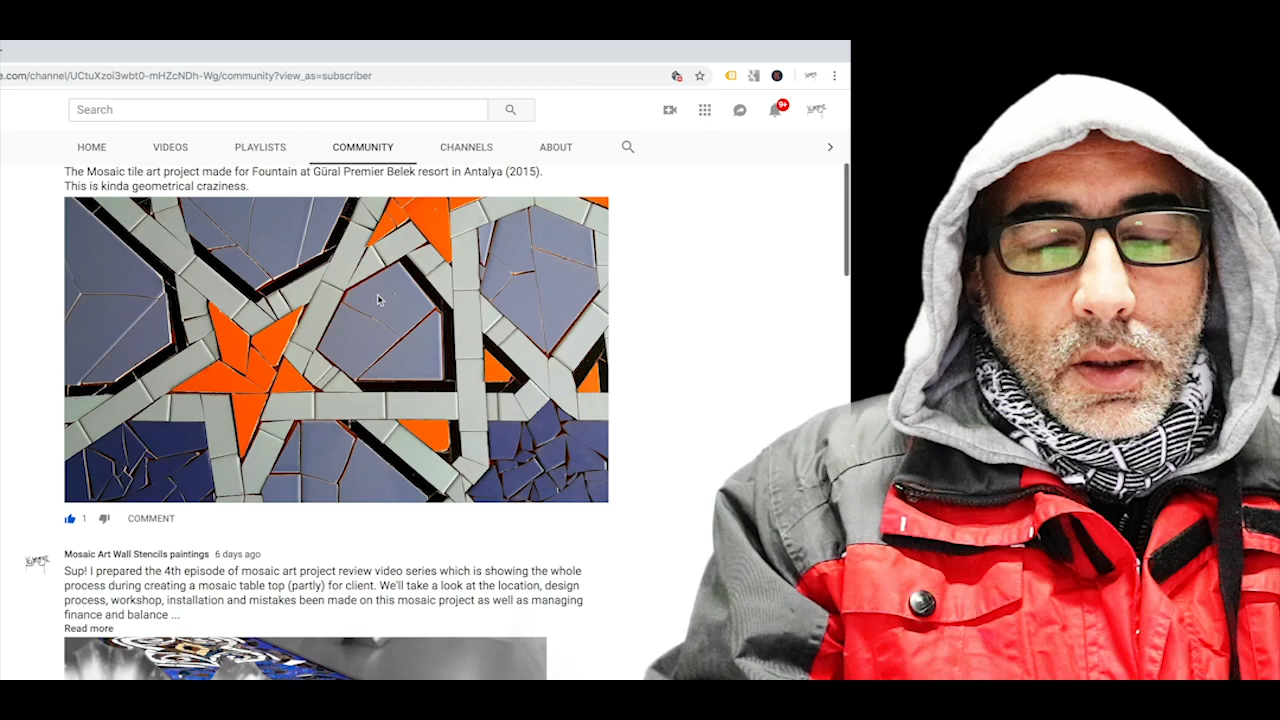 e.com/channel/UCtuXzoi3wbt0-mHZcNDh-Wg/community?view_as=subscriber
Search
9+
HOME VIDEOS PLAYLISTS COMMUNITY CHANNELS ABOUT
The Mosaic tile art project made for Fountain at Güral Premier Belek resort in Antalya (2015).
This is kinda geometrical craziness.
1 COMMENT
Mosaic Art Wall Stencils paintings 6 days ago
Sup! I prepared the 4th episode of mosaic art project review video series which is showing the whole
process during creating a mosaic table top (partly) for client. We'll take a look at the location, design
process, workshop, installation and mistakes been made on this mosaic project as well as managing
finance and balance ...
Read more